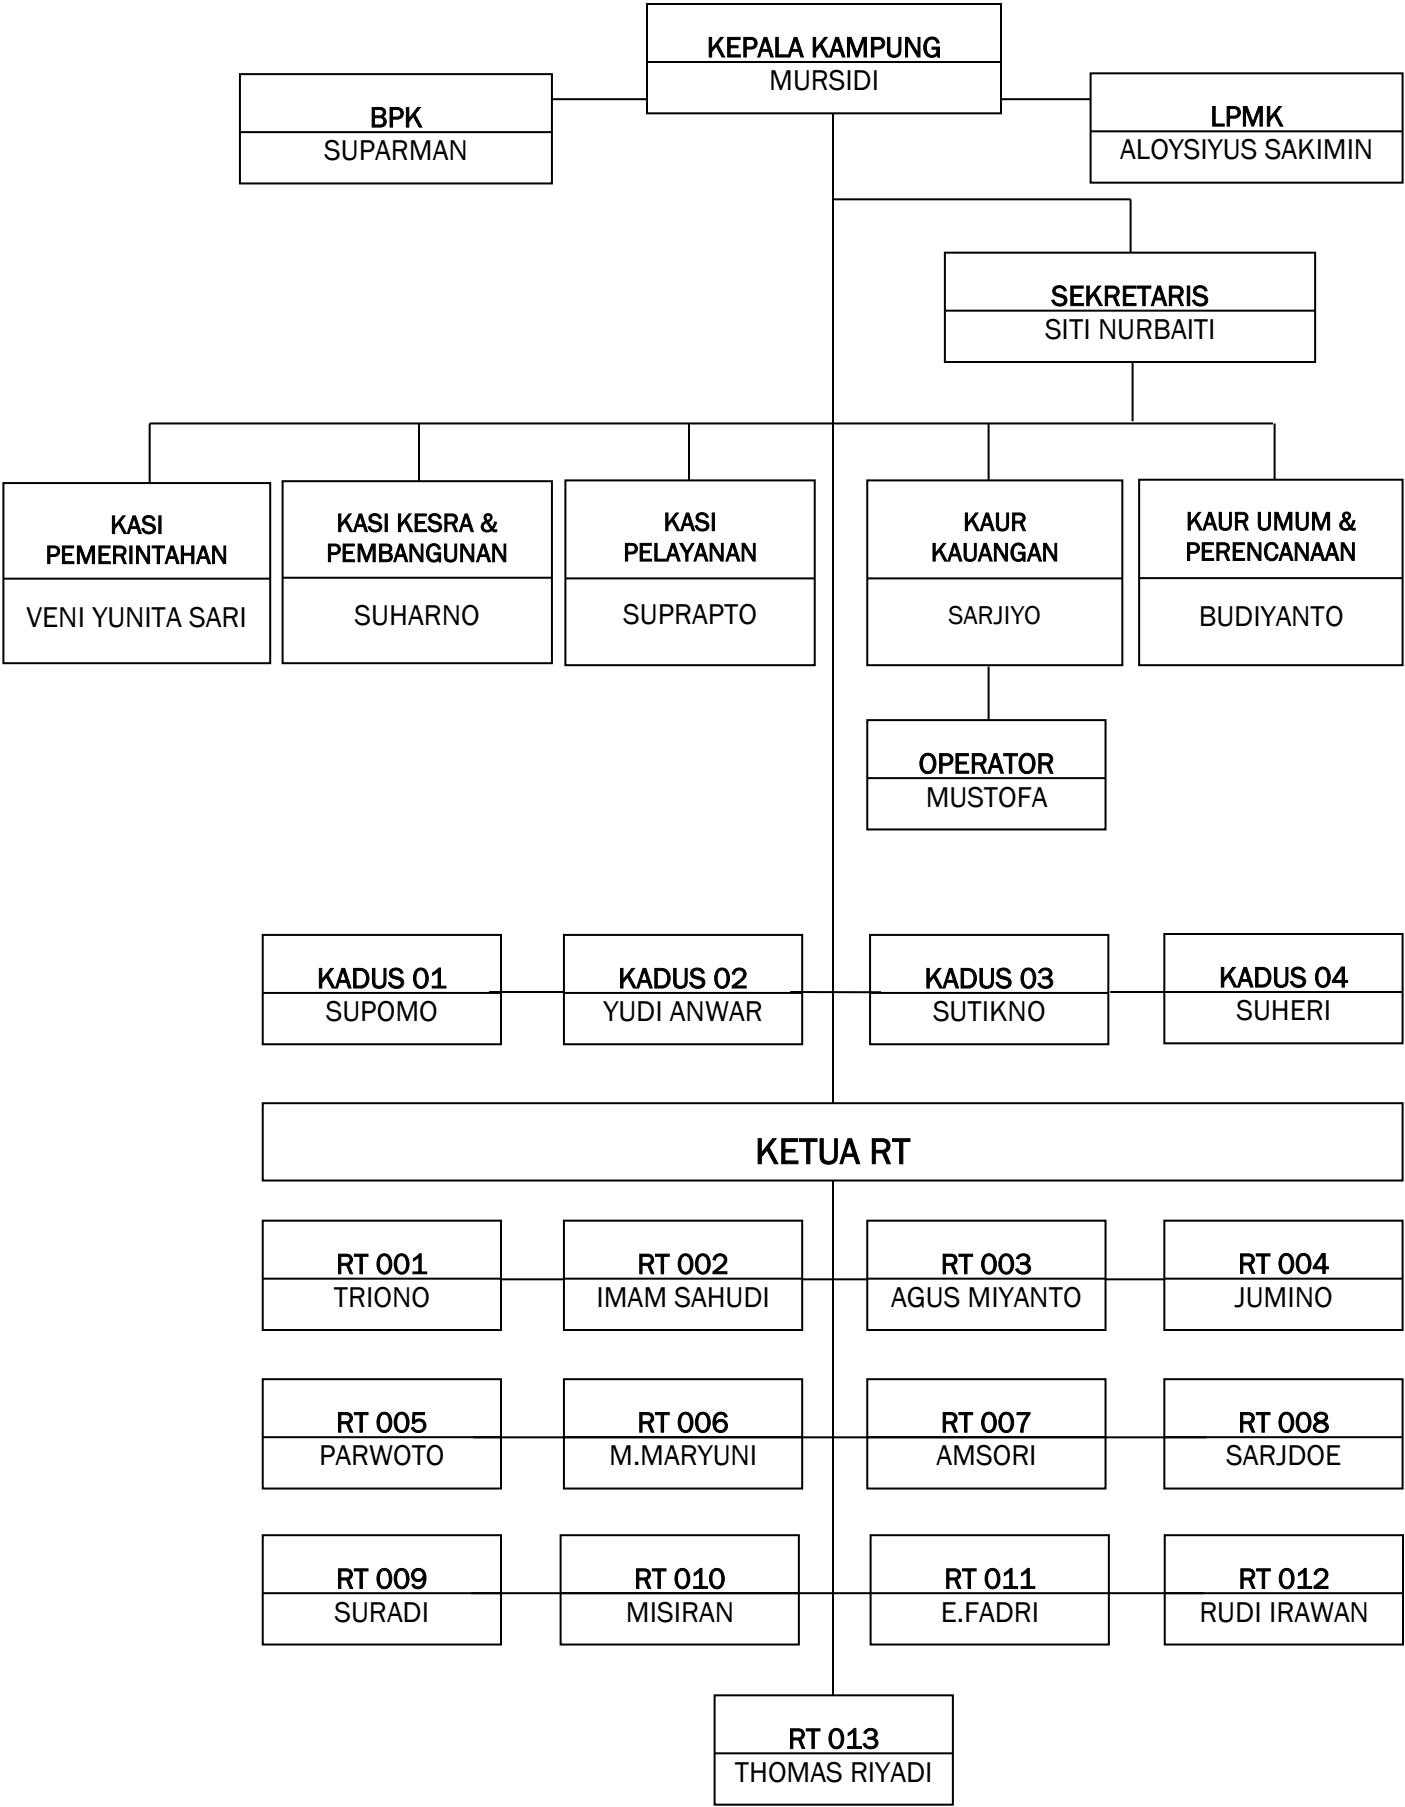 KEPALA KAMPUNG
MURSIDI
BPK
SUPARMAN
LPMK
ALOYSIYUS SAKIMIN
SEKRETARIS
SITI NURBAITI
KASI
PEMERINTAHAN
VENI YUNITA SARI
KASI KESRA &
PEMBANGUNAN
SUHARNO
KASI
PELAYANAN
SUPRAPTO
KAUR
KAUANGAN
SARJIYO
KAUR UMUM &
PERENCANAAN
BUDIYANTO
OPERATOR
MUSTOFA
KADUS 01
SUPOMO
KADUS 02
YUDI ANWAR
KADUS 03
SUTIKNO
KADUS 04
SUHERI
KETUA RT
RT 001
TRIONO
RT 002
IMAM SAHUDI
RT 003
AGUS MIYANTO
RT 004
JUMINO
RT 005
PARWOTO
RT 006
M.MARYUNI
RT 007
AMSORI
RT 008
SARJDOE
RT 009
SURADI
RT 010
MISIRAN
RT 011
E.FADRI
RT 012
RUDI IRAWAN
RT 013
THOMAS RIYADI